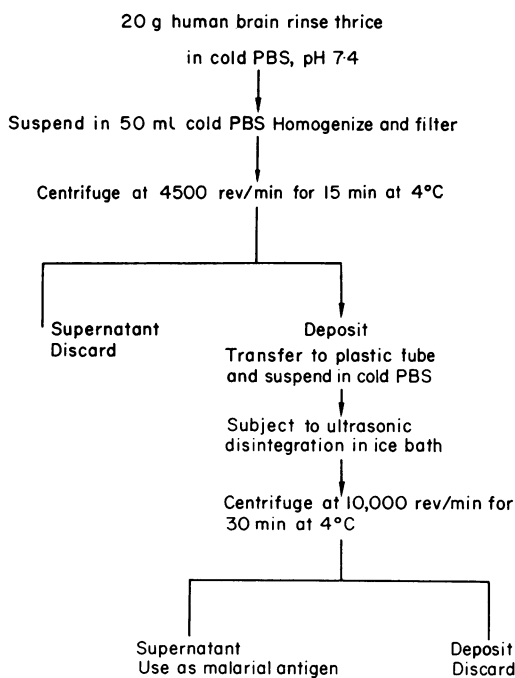 20 g human brain rinse thrice
in cold PBS, pH 7·4
Suspend in 50 ml cold PBS Homogenize and filter
Centrifuge at 4500 rev/min for 15 min at 4°C
Supernatant
Discard
Deposit
Transfer to plastic tube
and suspend in cold PBS
Subject to ultrasonic
disintegration in ice bath
Centrifuge at 10,000 rev/min for
30 min at 4°C
Supernatant
Use as malarial antigen
Deposit
Discard